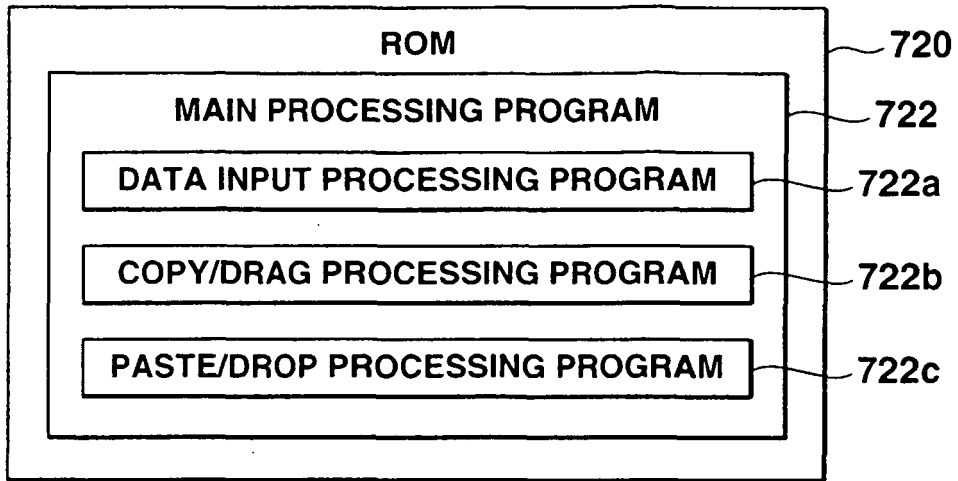 ROM
720
MAIN PROCESSING PROGRAM
722
DATA INPUT PROCESSING PROGRAM
722a
COPY/DRAG PROCESSING PROGRAM
722b
PASTE/DROP PROCESSING PROGRAM
722c